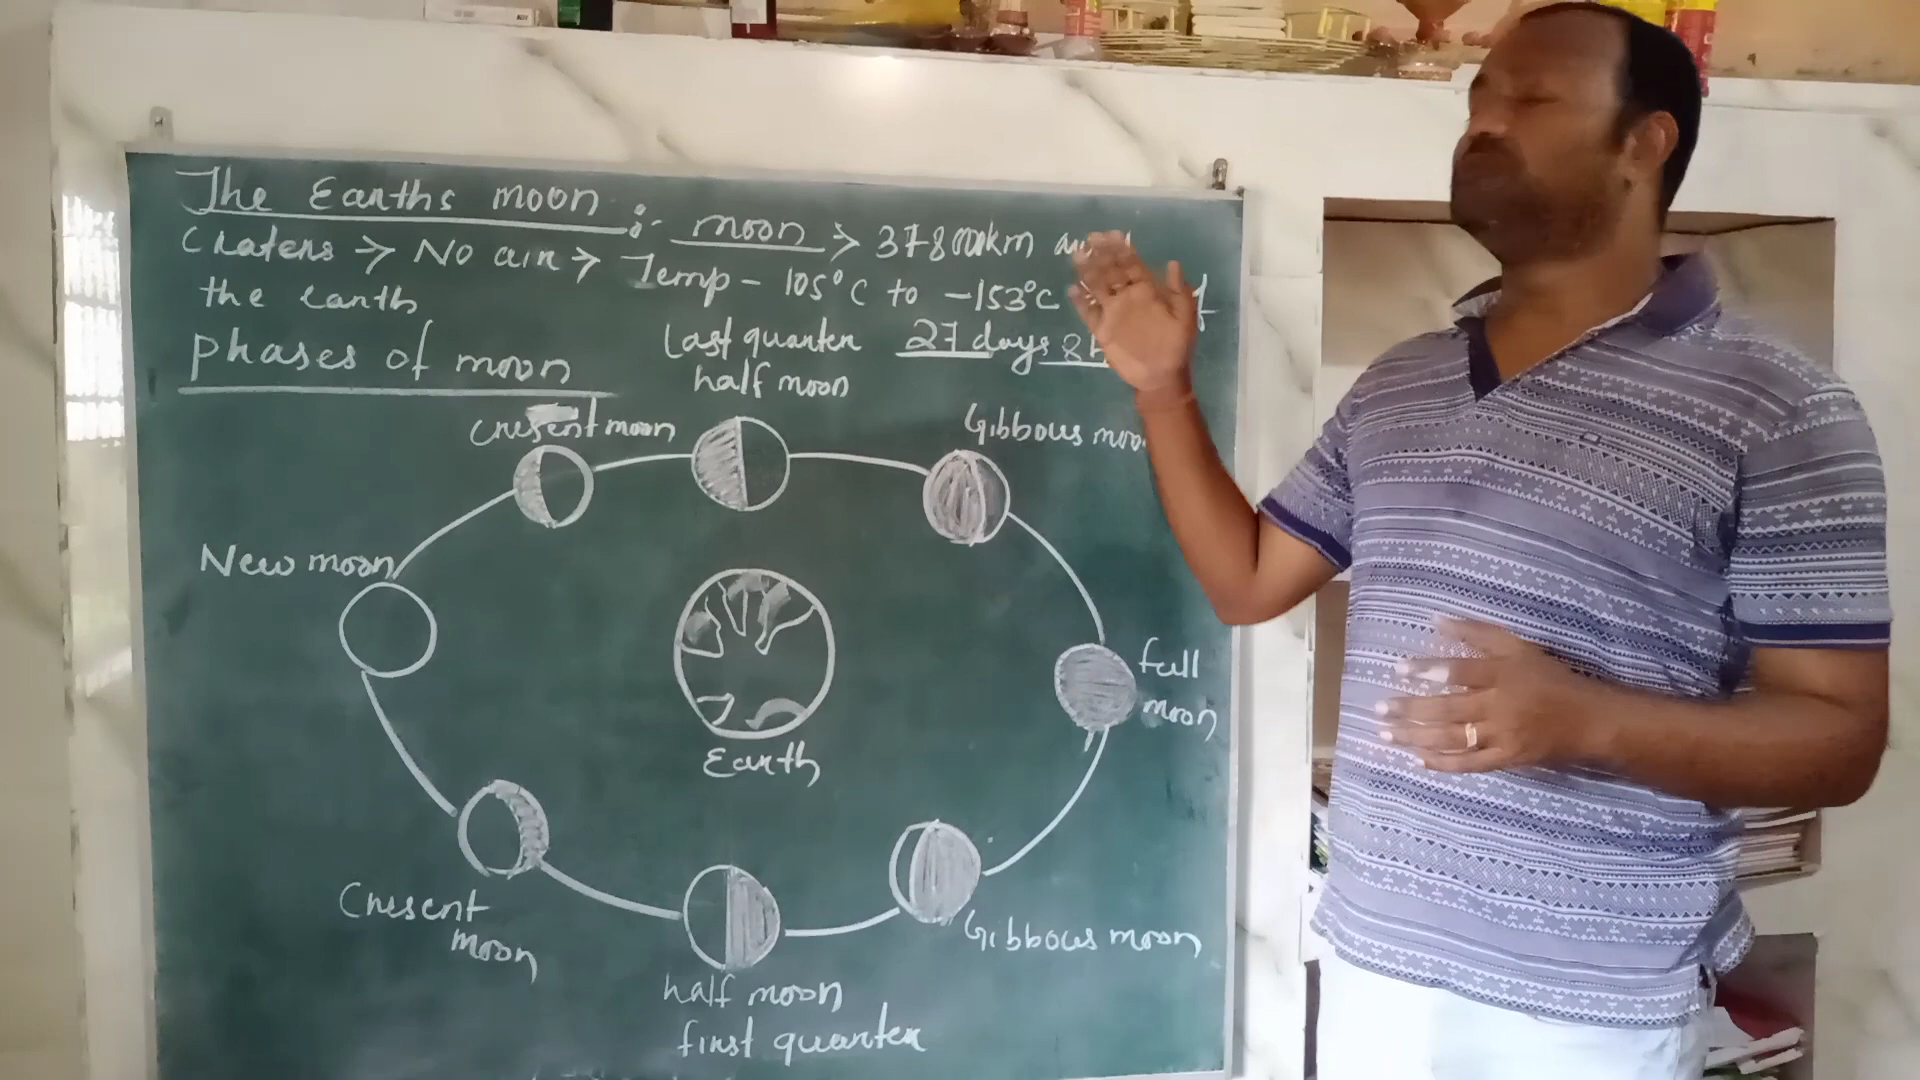 The Earths moon :- moon > 378000km
Craters > No air > Temp - 105°C to -153°C
the earth
Last quarter 27 days 8
half moon
phases of moon
Cresent moon
Gibbous moo
New moon
full
moon
Earth
Cresent
moon
Gibbous moon
half moon
first quarter